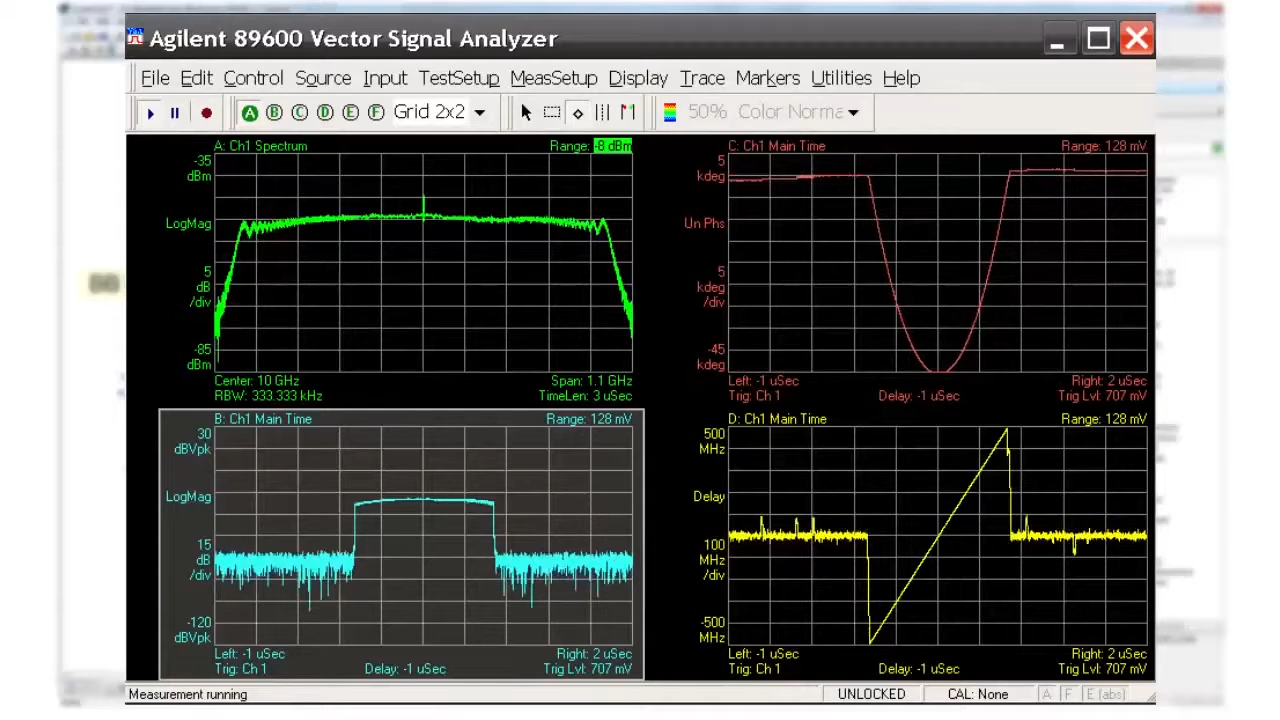 Agilent 89600 Vector Signal Analyzer
File Edit Control Source Input TestSetup MeasSetup Display Trace Markers Utilities Help
A B C D E F Grid 2x2 50% Color Norma
A: Ch1 Spectrum Range: -8 dBm
-35
dBm
LogMag
5
dB
/div
-85
dBm
Center: 10 GHz Span: 1.1 GHz
RBW: 333.333 kHz TimeLen: 3 uSec
C: Ch1 Main Time Range: 128 mV
5
kdeg
Un Phs
5
kdeg
/div
-45
kdeg
Left: -1 uSec Right: 2 uSec
Trig: Ch 1 Delay: -1 uSec Trig Lvl: 707 mV
B: Ch1 Main Time Range: 128 mV
30
dBVpk
LogMag
15
dB
/div
-120
dBVpk
Left: -1 uSec Right: 2 uSec
Trig: Ch 1 Delay: -1 uSec Trig Lvl: 707 mV
D: Ch1 Main Time Range: 128 mV
500
MHz
Delay
100
MHz
/div
-500
MHz
Left: -1 uSec Right: 2 uSec
Trig: Ch 1 Delay: -1 uSec Trig Lvl: 707 mV
Measurement running UNLOCKED CAL: None A F E (abs)